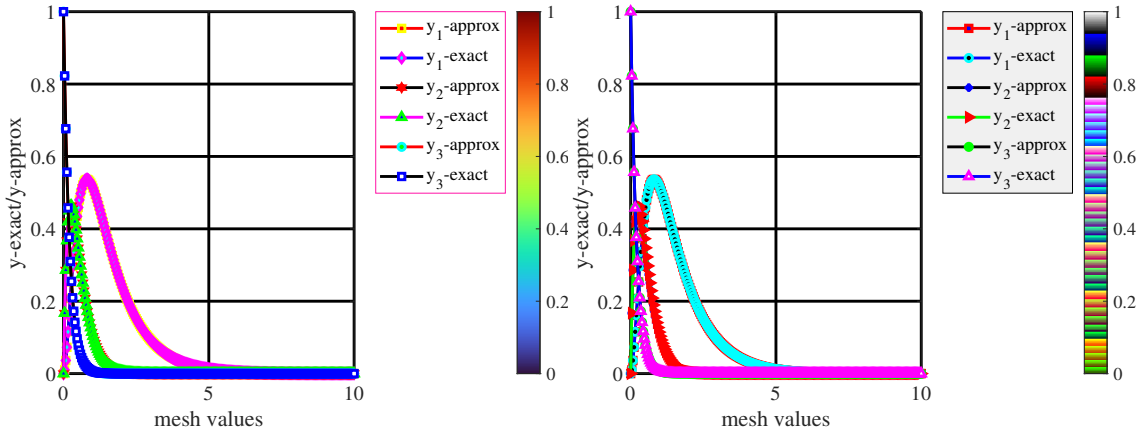 1
0.8
0.6
0.4
0.2
0
0
5
10
mesh values
y-exact/y-approx
y1-approx
y1-exact
y2-approx
y2-exact
y3-approx
y3-exact
1
0.8
0.6
0.4
0.2
0
1
0.8
0.6
0.4
0.2
0
0
5
10
mesh values
y-exact/y-approx
y1-approx
y1-exact
y2-approx
y2-exact
y3-approx
y3-exact
1
0.8
0.6
0.4
0.2
0